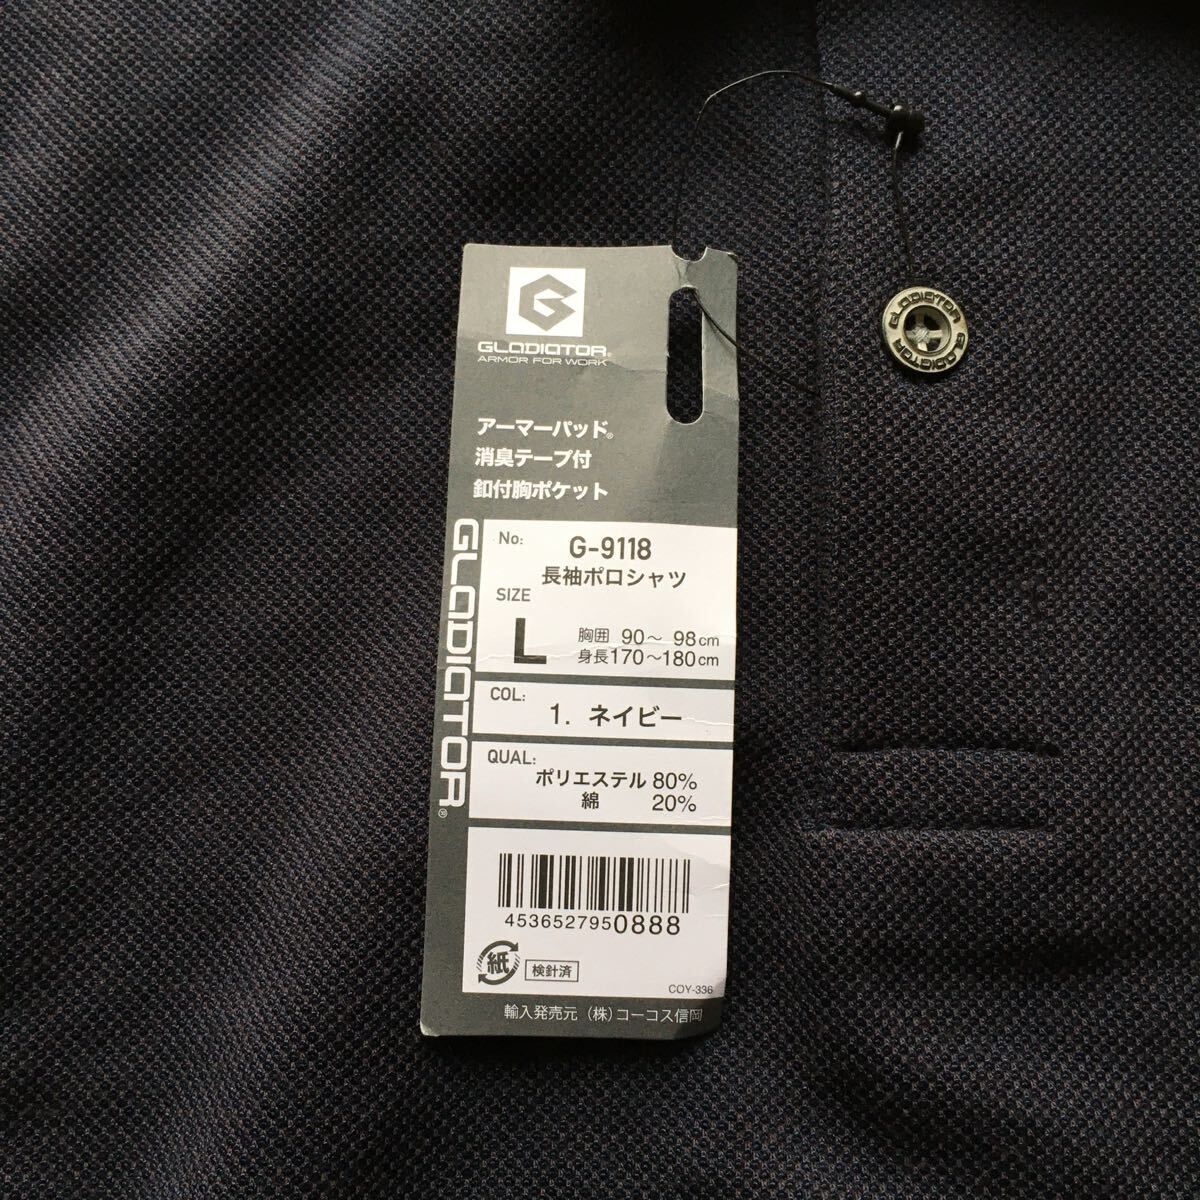 GLADIATOR®
ARMOR FOR WORK
アーマーパッド®
消臭テープ付
釦付胸ポケット
GLADIATOR®
No: G-9118
長袖ポロシャツ
SIZE
L
胸囲 90～ 98cm
身長170～180cm
COL:
1. ネイビー
QUAL:
ポリエステル 80%
綿 20%
4536527950888
紙
検針済
COY-336
輸入発売元 (株)コーコス信岡
GLADIATOR
GLADIATOR